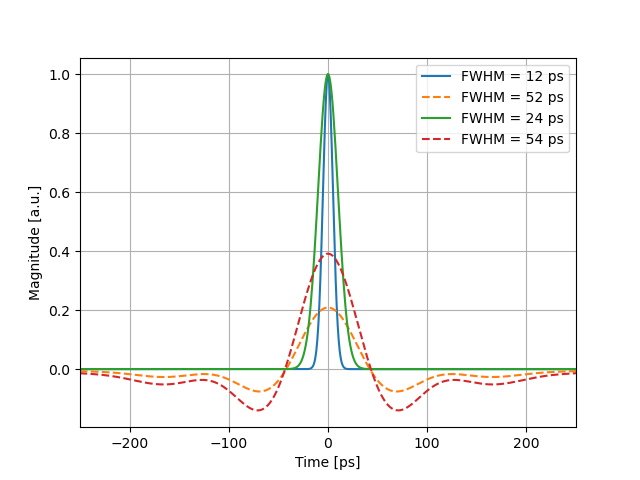 FWHM = 12 ps
FWHM = 52 ps
FWHM = 24 ps
FWHM = 54 ps
1.0
0.8
0.6
0.4
0.2
0.0
Magnitude [a.u.]
−200
−100
0
100
200
Time [ps]